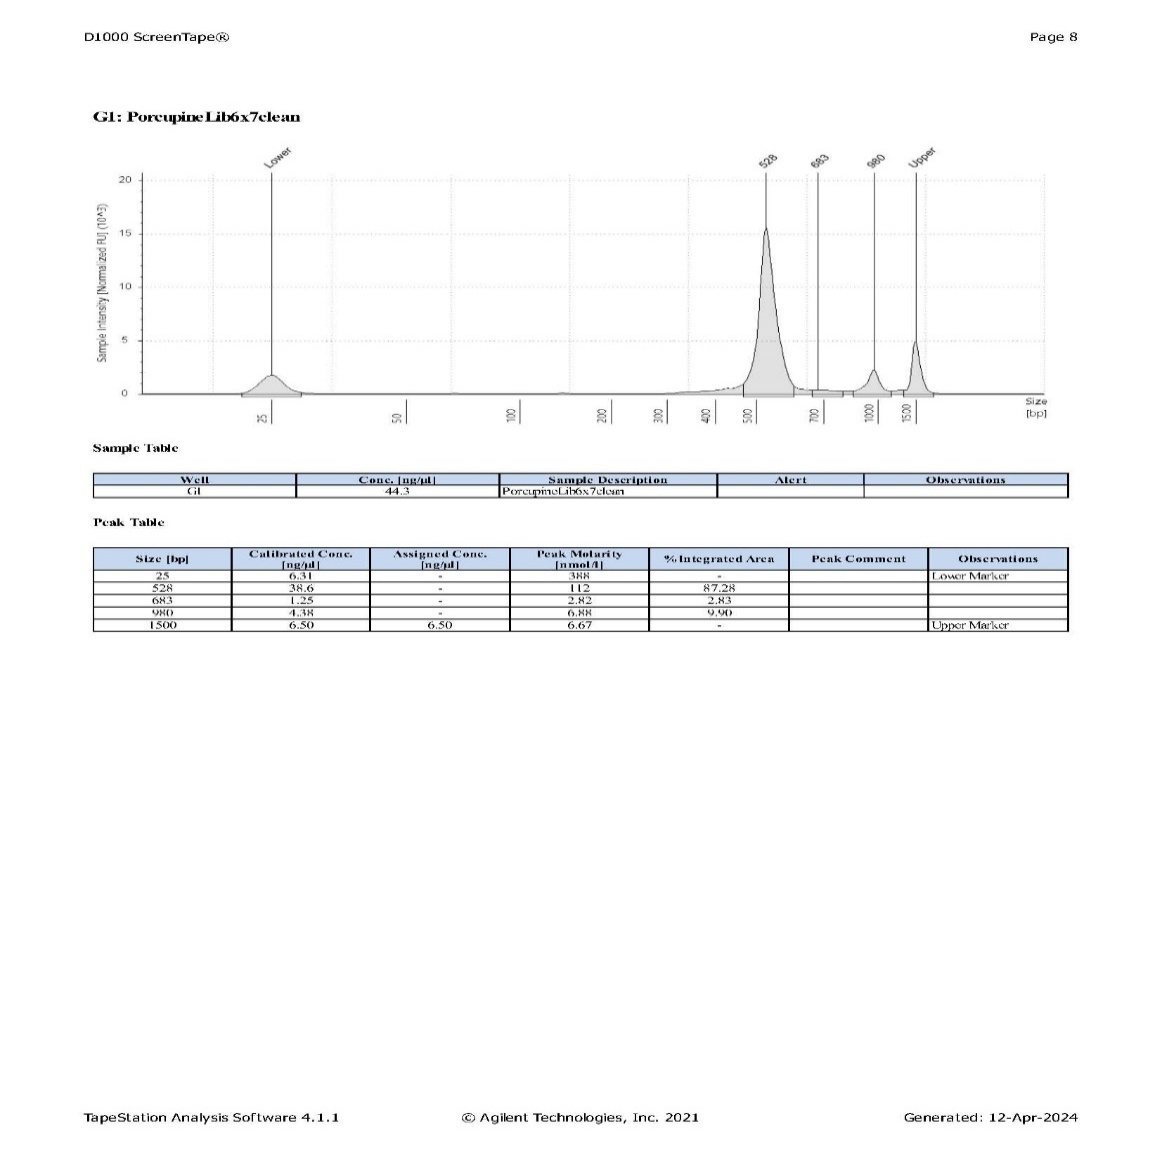 D1000 ScreenTape® Page 8
G1: PorcupineLib6x7clean
Lower 528 683 980 Upper
Sample Intensity [Normalized FU] (10^3)
20
15
10
5
0
25 50 100 200 300 400 500 700 1000 1500 Size [bp]
Sample Table
Well Conc. [ng/µl] Sample Description Alert Observations
G1 44.3 PorcupineLib6x7clean
Peak Table
Size [bp] Calibrated Conc. [ng/µl] Assigned Conc. [ng/µl] Peak Molarity [nmol/l] % Integrated Area Peak Comment Observations
25 6.31 - 388 - Lower Marker
528 38.6 - 112 87.28
683 1.25 - 2.82 2.83
980 4.38 - 6.88 9.90
1500 6.50 6.50 6.67 - Upper Marker
TapeStation Analysis Software 4.1.1 © Agilent Technologies, Inc. 2021 Generated: 12-Apr-2024